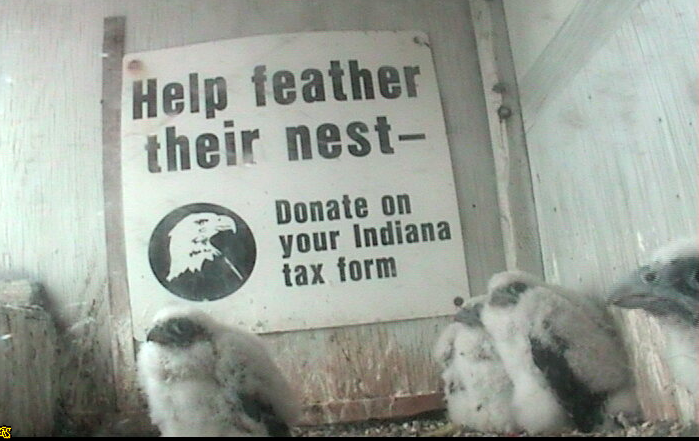 Help feather
their nest–
Donate on
your Indiana
tax form